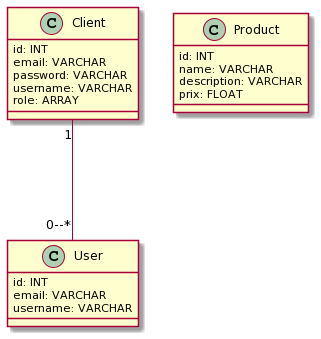 C Client
id: INT
email: VARCHAR
password: VARCHAR
username: VARCHAR
role: ARRAY
C Product
id: INT
name: VARCHAR
description: VARCHAR
prix: FLOAT
1
0--*
C User
id: INT
email: VARCHAR
username: VARCHAR